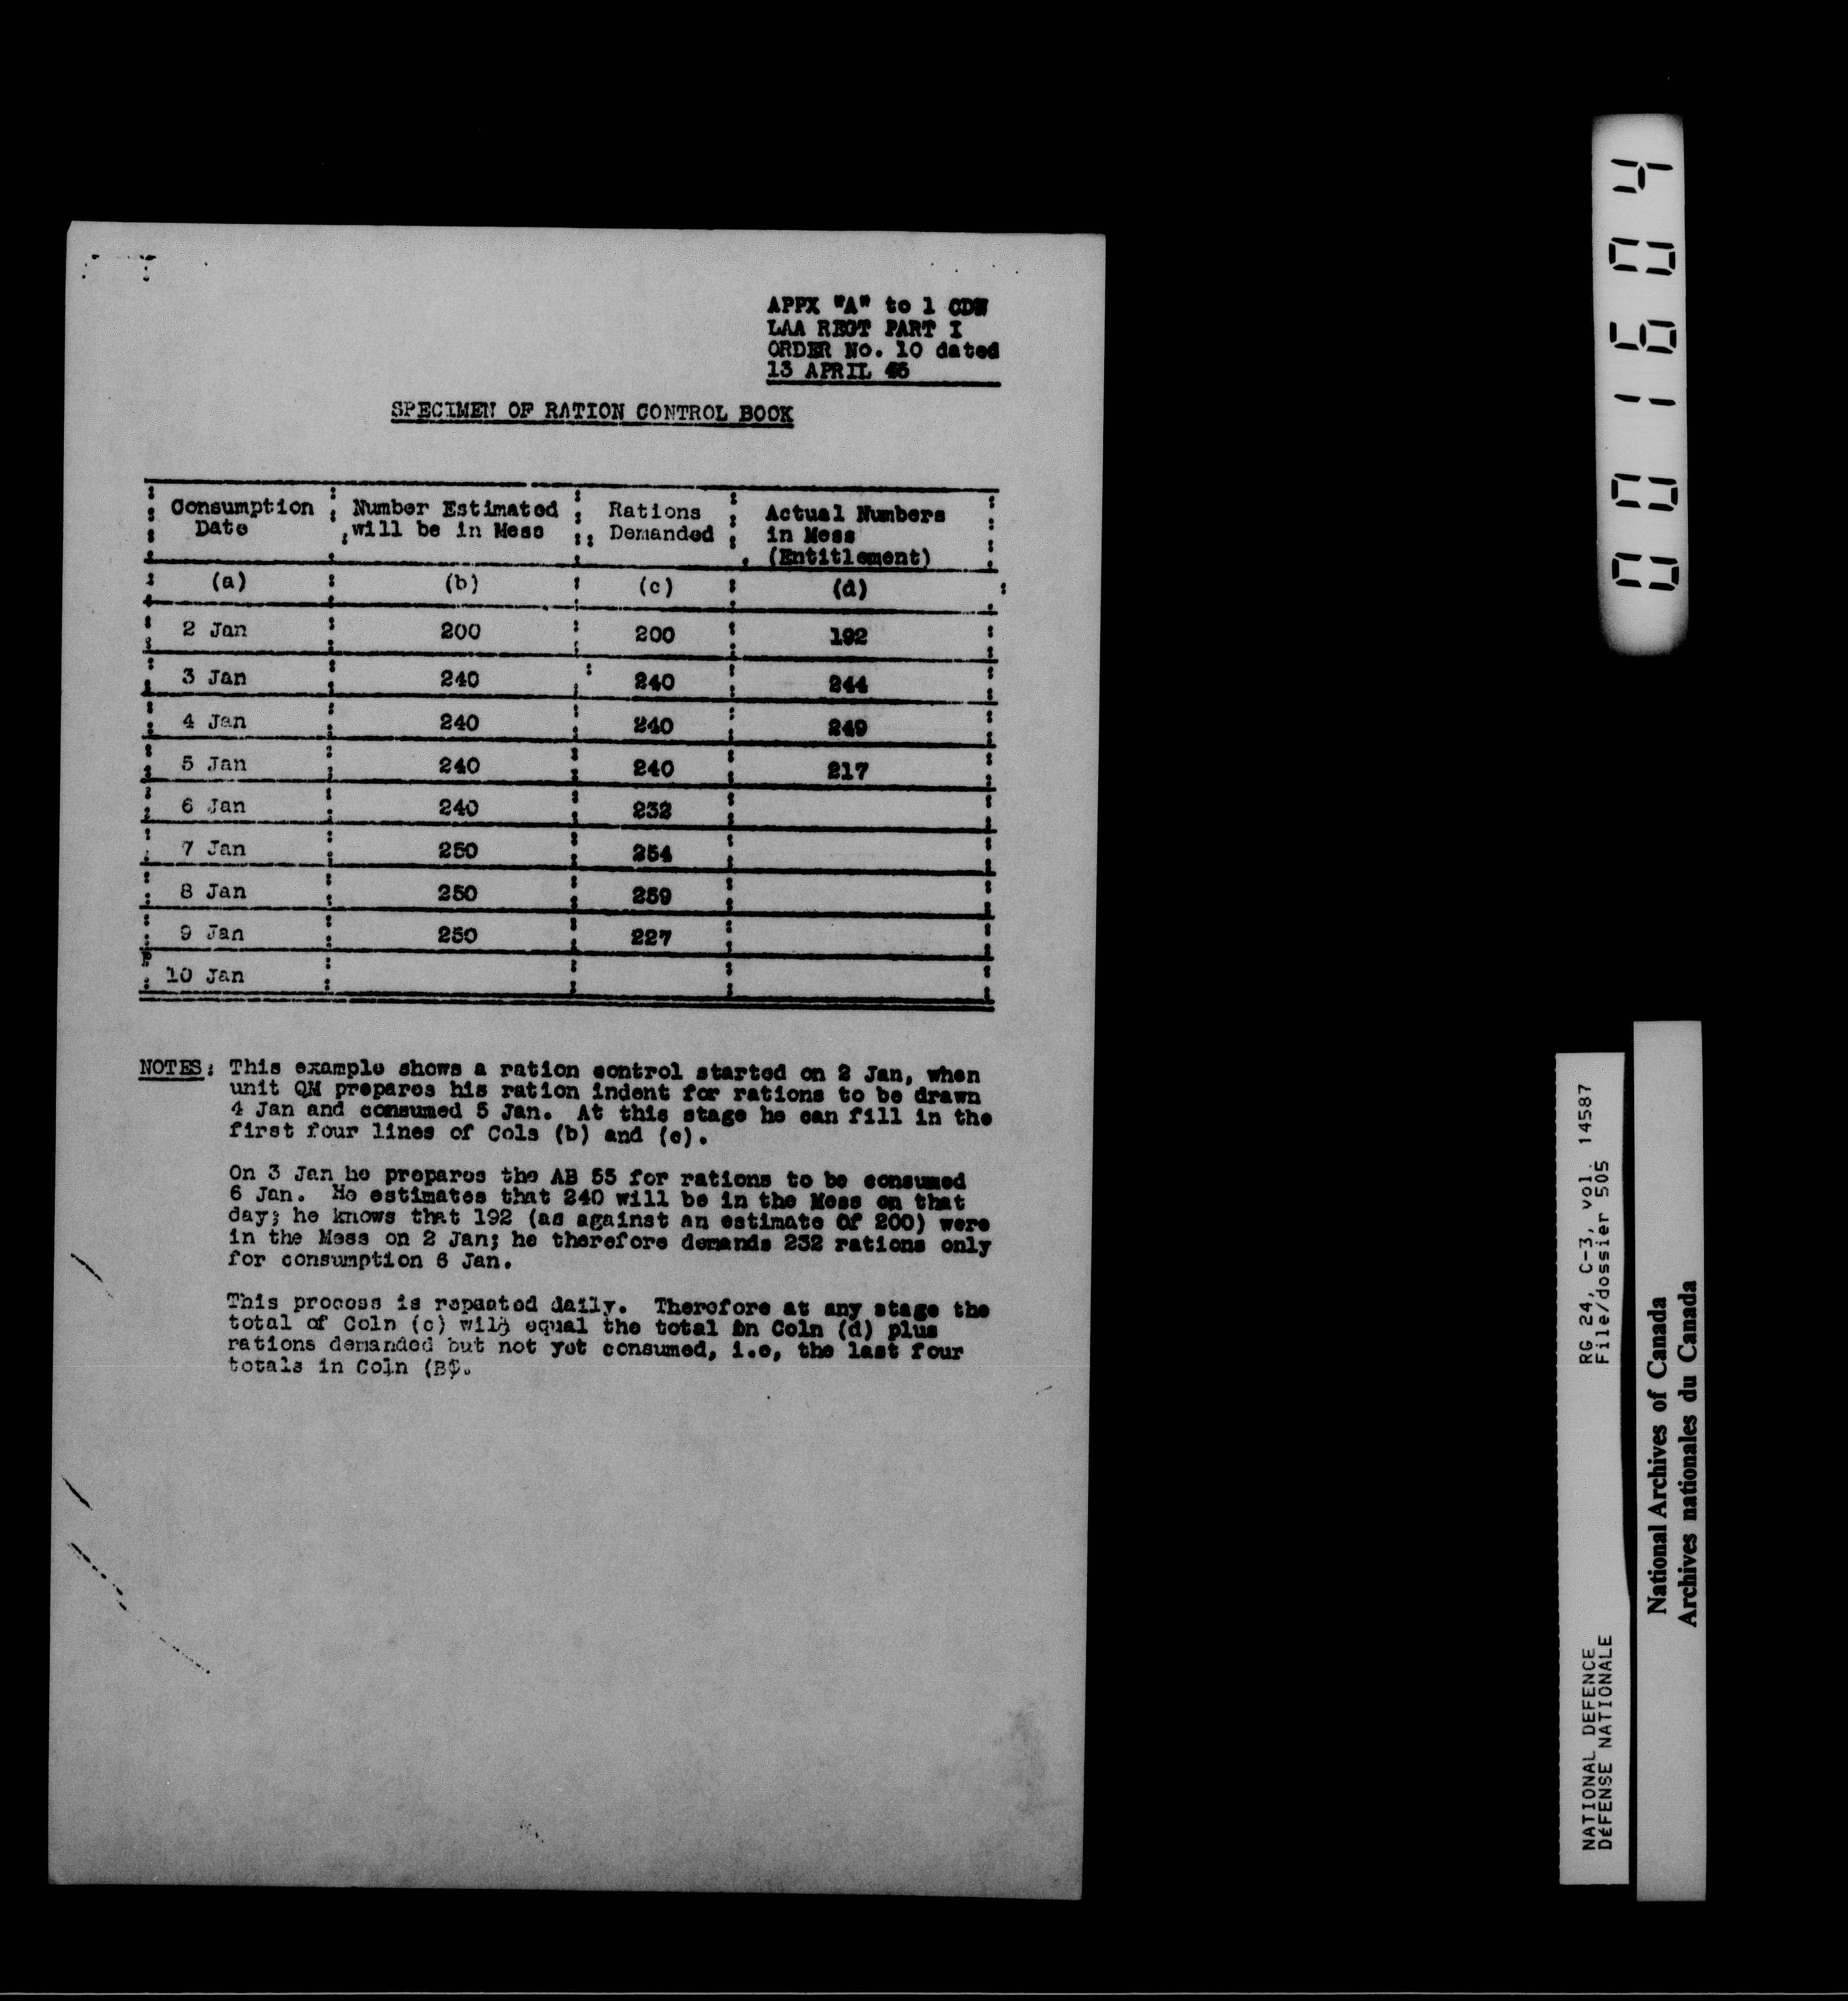 APPX "A" to 1 CDN
LAA REGT PART I
ORDER No. 10 dated
13 APRIL 45
SPECIMEN OF RATION CONTROL BOOK
Consumption Date Number Estimated will be in Mess Rations Demanded Actual Numbers in Mess (Entitlement)
(a) (b) (c) (d)
2 Jan 200 200 192
3 Jan 240 240 244
4 Jan 240 240 249
5 Jan 240 240 217
6 Jan 240 232
7 Jan 250 254
8 Jan 250 259
9 Jan 250 227
10 Jan
NOTES: This example shows a ration control started on 2 Jan, when
unit QM prepares his ration indent for rations to be drawn
4 Jan and consumed 5 Jan. At this stage he can fill in the
first four lines of Cols (b) and (c).
On 3 Jan he prepares the AB 55 for rations to be consumed
6 Jan. He estimates that 240 will be in the Mess on that
day; he knows that 192 (as against an estimate Of 200) were
in the Mess on 2 Jan; he therefore demands 232 rations only
for consumption 6 Jan.
This process is repaated daily. Therefore at any stage the
total of Coln (c) will equal the total in Coln (d) plus
rations demanded but not yet consumed, i.e, the last four
totals in Coln (B).
001604
RG 24, C-3, vol. 14587
File/dossier 505
NATIONAL DEFENCE
DÉFENSE NATIONALE
National Archives of Canada
Archives nationales du Canada